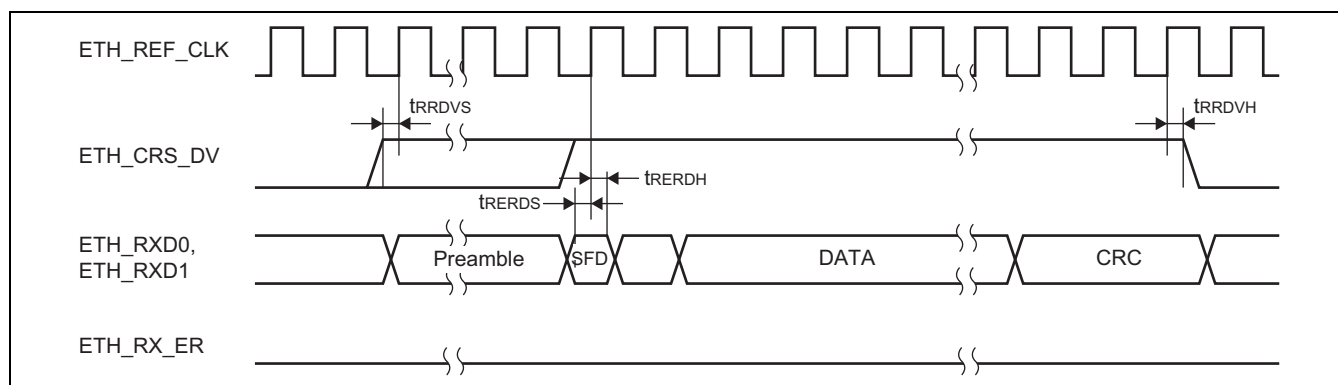 ETH_REF_CLK
tRRDVS
tRRDVH
ETH_CRS_DV
tRERDH
tRERDS
ETH_RXD0,
ETH_RXD1
Preamble
SFD
DATA
CRC
ETH_RX_ER